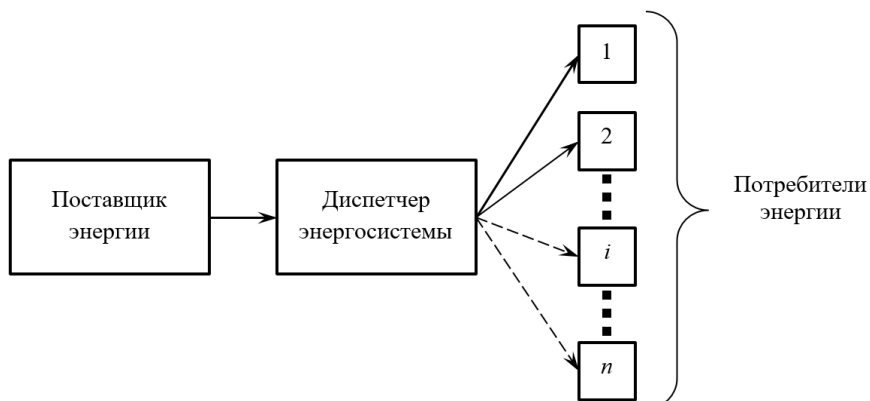 Поставщик
энергии
Диспетчер
энергосистемы
1
2
i
n
Потребители
энергии